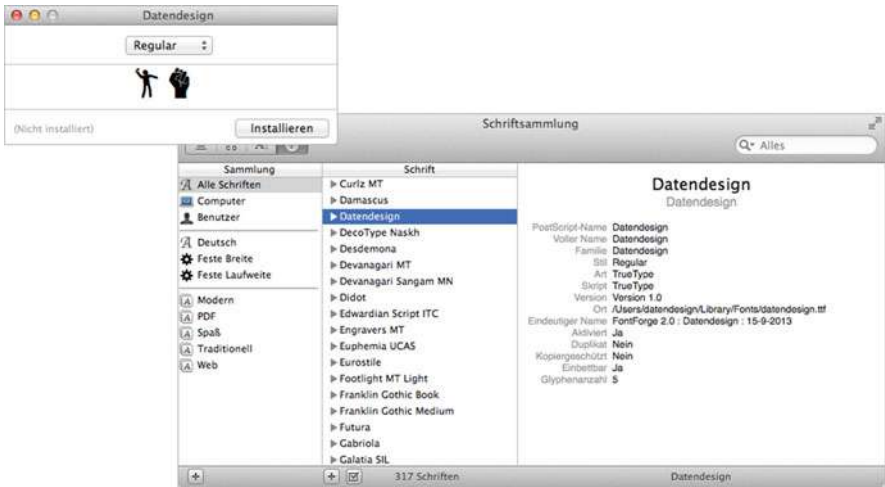 Datendesign
Regular
(Nicht installiert)
Installieren
Schriftsammlung
Alles
Sammlung
Alle Schriften
Computer
Benutzer
Deutsch
Feste Breite
Feste Laufweite
Modern
PDF
Spaß
Traditionell
Web
Schrift
Curlz MT
Damascus
Datendesign
DecoType Naskh
Desdemona
Devanagari MT
Devanagari Sangam MN
Didot
Edwardian Script ITC
Engravers MT
Euphemia UCAS
Eurostile
Footlight MT Light
Franklin Gothic Book
Franklin Gothic Medium
Futura
Gabriola
Galatia SIL
Datendesign
Datendesign
PostScript-Name Datendesign
Voller Name Datendesign
Familie Datendesign
Stil Regular
Art TrueType
Skript TrueType
Version Version 1.0
Ort /Users/datendesign/Library/Fonts/datendesign.ttf
Eindeutiger Name FontForge 2.0 : Datendesign : 15-9-2013
Aktiviert Ja
Duplikat Nein
Kopiergeschützt Nein
Einbettbar Ja
Glyphenanzahl 5
317 Schriften
Datendesign